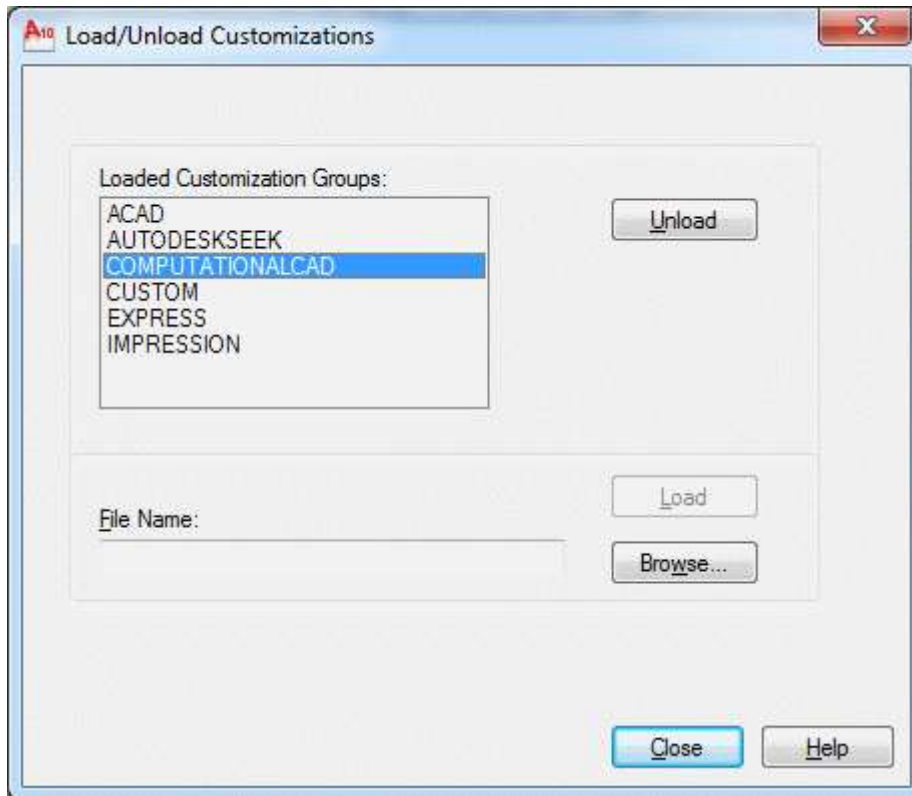 A10 Load/Unload Customizations
Loaded Customization Groups:
ACAD
AUTODESKSEEK
COMPUTATIONALCAD
CUSTOM
EXPRESS
IMPRESSION
Unload
Load
File Name:
Browse...
Close Help